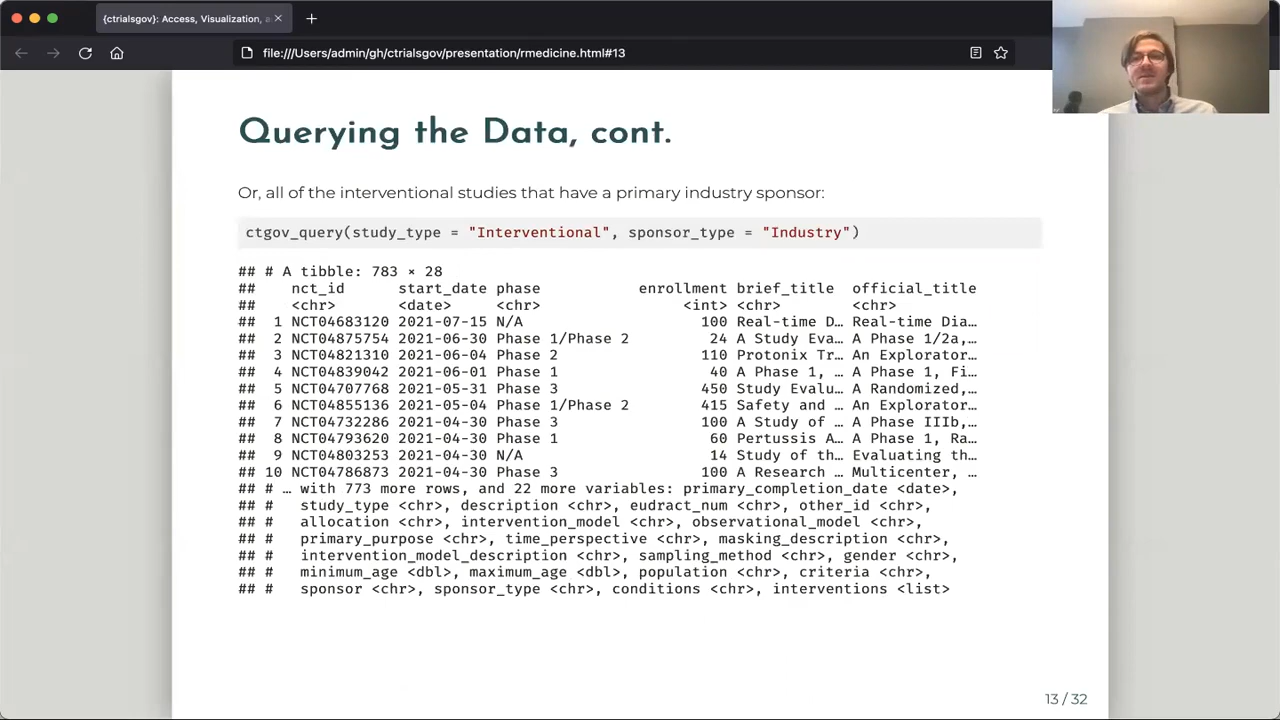 {ctrialsgov}: Access, Visualization, a
file:///Users/admin/gh/ctrialsgov/presentation/rmedicine.html#13
Querying the Data, cont.
Or, all of the interventional studies that have a primary industry sponsor:
ctgov_query(study_type = "Interventional", sponsor_type = "Industry")
## # A tibble: 783 × 28
##    nct_id      start_date phase           enrollment brief_title  official_title
##    <chr>       <date>     <chr>                <int> <chr>        <chr>
##  1 NCT04683120 2021-07-15 N/A                    100 Real-time D… Real-time Dia…
##  2 NCT04875754 2021-06-30 Phase 1/Phase 2         24 A Study Eva… A Phase 1/2a,…
##  3 NCT04821310 2021-06-04 Phase 2                110 Protonix Tr… An Explorator…
##  4 NCT04839042 2021-06-01 Phase 1                 40 A Phase 1, … A Phase 1, Fi…
##  5 NCT04707768 2021-05-31 Phase 3                450 Study Evalu… A Randomized,…
##  6 NCT04855136 2021-05-04 Phase 1/Phase 2        415 Safety and … An Explorator…
##  7 NCT04732286 2021-04-30 Phase 3                100 A Study of … A Phase IIIb,…
##  8 NCT04793620 2021-04-30 Phase 1                 60 Pertussis A… A Phase 1, Ra…
##  9 NCT04803253 2021-04-30 N/A                     14 Study of th… Evaluating th…
## 10 NCT04786873 2021-04-30 Phase 3                100 A Research … Multicenter, …
## # … with 773 more rows, and 22 more variables: primary_completion_date <date>,
## #   study_type <chr>, description <chr>, eudract_num <chr>, other_id <chr>,
## #   allocation <chr>, intervention_model <chr>, observational_model <chr>,
## #   primary_purpose <chr>, time_perspective <chr>, masking_description <chr>,
## #   intervention_model_description <chr>, sampling_method <chr>, gender <chr>,
## #   minimum_age <dbl>, maximum_age <dbl>, population <chr>, criteria <chr>,
## #   sponsor <chr>, sponsor_type <chr>, conditions <chr>, interventions <list>
13 / 32